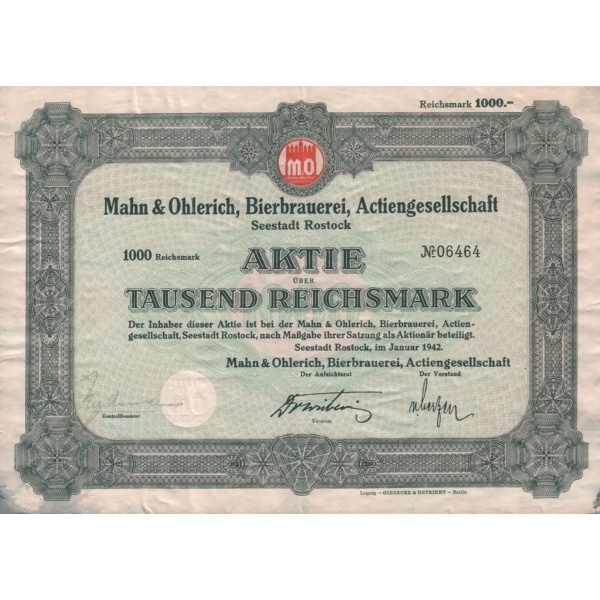 Reichsmark 1000.-
M.O
Mahn & Ohlerich, Bierbrauerei, Actiengesellschaft
Seestadt Rostock
1000 Reichsmark
AKTIE
№06464
ÜBER
TAUSEND REICHSMARK
Der Inhaber dieser Aktie ist bei der Mahn & Ohlerich, Bierbrauerei, Actien-
gesellschaft, Seestadt Rostock, nach Maßgabe ihrer Satzung als Aktionär beteiligt.
Seestadt Rostock, im Januar 1942.
Mahn & Ohlerich, Bierbrauerei, Actiengesellschaft
Der Aufsichtsrat Der Vorstand
Kontrollbeamter
Vorsitzer
Leipzig – GIESECKE & DEVRIENT – Berlin